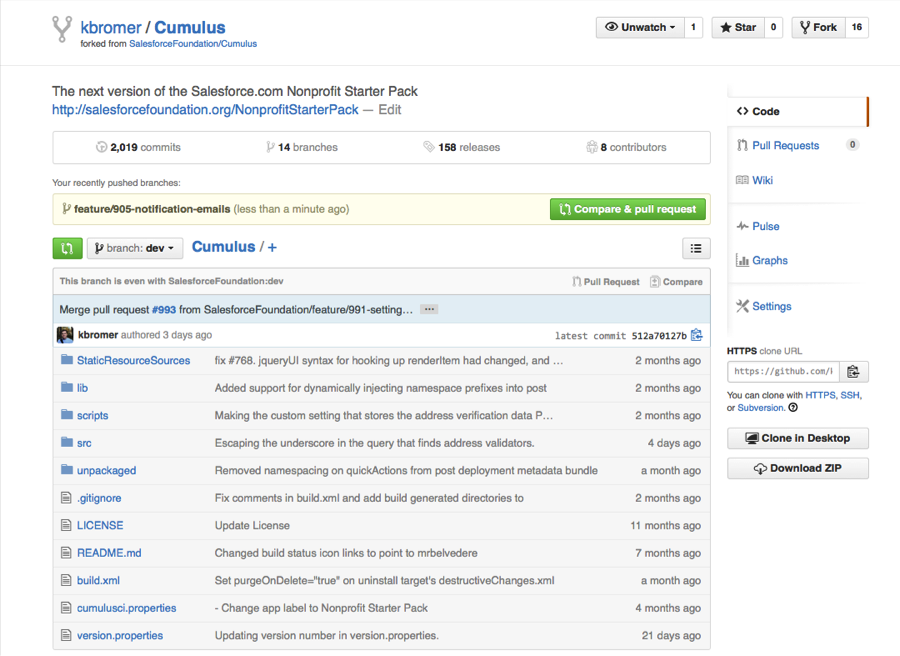 kbromer / Cumulus
forked from SalesforceFoundation/Cumulus
Unwatch 1 Star 0 Fork 16
The next version of the Salesforce.com Nonprofit Starter Pack
http://salesforcefoundation.org/NonprofitStarterPack — Edit
2,019 commits 14 branches 158 releases 8 contributors
Your recently pushed branches:
feature/905-notification-emails (less than a minute ago) Compare & pull request
branch: dev Cumulus / +
This branch is even with SalesforceFoundation:dev Pull Request Compare
Merge pull request #993 from SalesforceFoundation/feature/991-setting… …
kbromer authored 3 days ago latest commit 512a70127b
StaticResourceSources fix #768. jqueryUI syntax for hooking up renderItem had changed, and … 2 months ago
lib Added support for dynamically injecting namespace prefixes into post 2 months ago
scripts Making the custom setting that stores the address verification data P… 2 months ago
src Escaping the underscore in the query that finds address validators. 4 days ago
unpackaged Removed namespacing on quickActions from post deployment metadata bundle a month ago
.gitignore Fix comments in build.xml and add build generated directories to 2 months ago
LICENSE Update License 11 months ago
README.md Changed build status icon links to point to mrbelvedere 7 months ago
build.xml Set purgeOnDelete="true" on uninstall target's destructiveChanges.xml a month ago
cumulusci.properties - Change app label to Nonprofit Starter Pack 4 months ago
version.properties Updating version number in version.properties. 21 days ago
Code
Pull Requests 0
Wiki
Pulse
Graphs
Settings
HTTPS clone URL
https://github.com/
You can clone with HTTPS, SSH,
or Subversion.
Clone in Desktop
Download ZIP